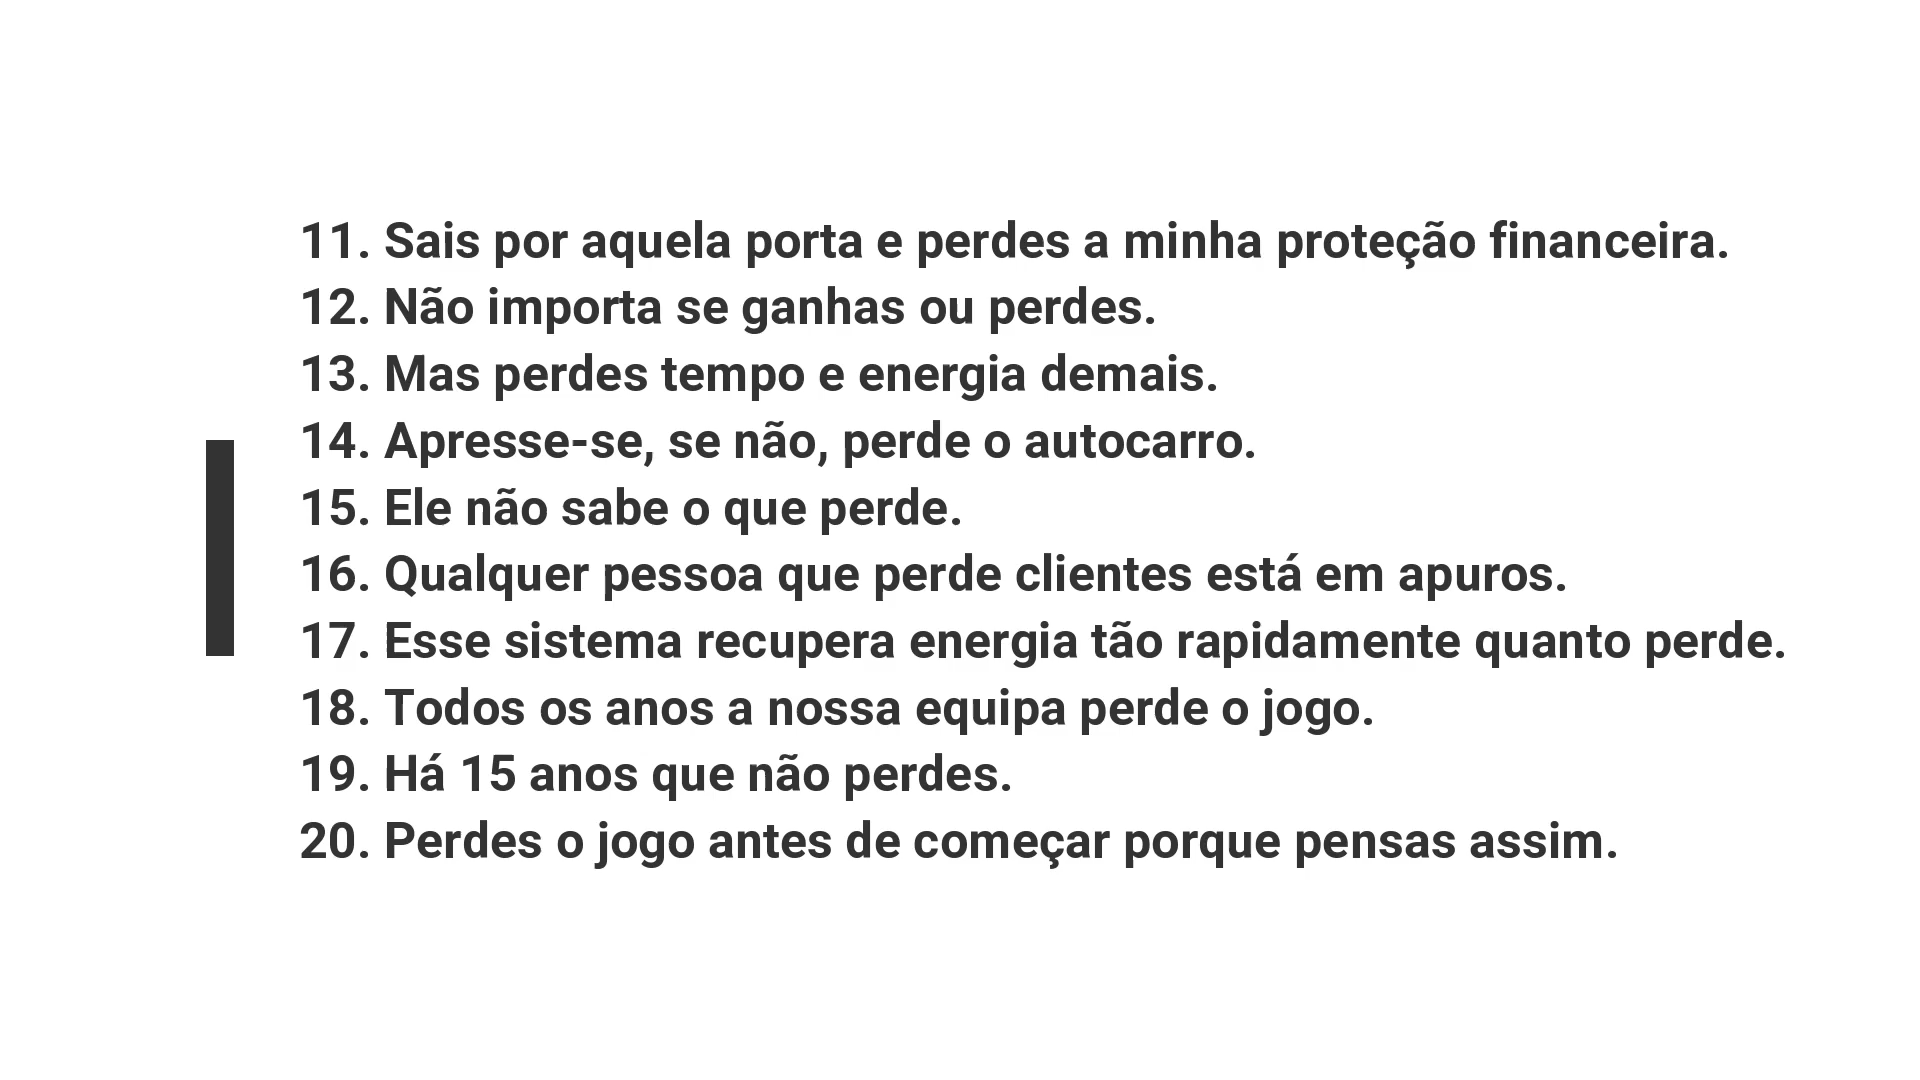 11. Sais por aquela porta e perdes a minha proteção financeira.
12. Não importa se ganhas ou perdes.
13. Mas perdes tempo e energia demais.
14. Apresse-se, se não, perde o autocarro.
15. Ele não sabe o que perde.
16. Qualquer pessoa que perde clientes está em apuros.
17. Esse sistema recupera energia tão rapidamente quanto perde.
18. Todos os anos a nossa equipa perde o jogo.
19. Há 15 anos que não perdes.
20. Perdes o jogo antes de começar porque pensas assim.